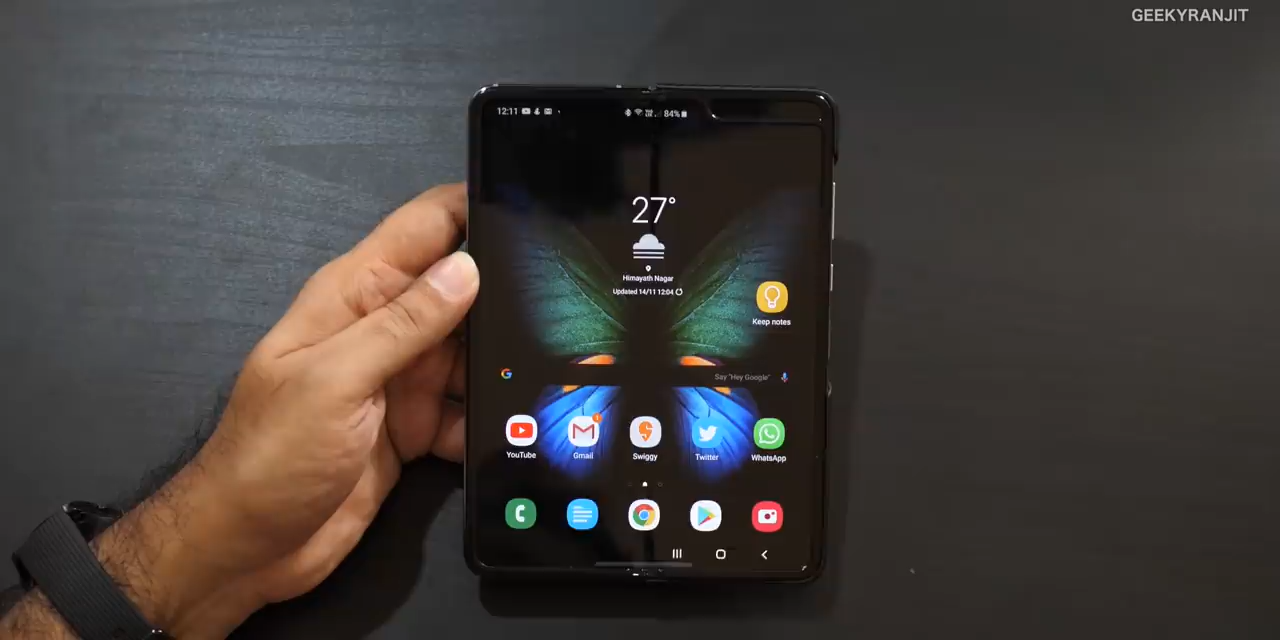 GEEKYRANJIT
12:11
84%
27°
Himayath Nagar
Updated 14/11 12:04
Keep notes
Say "Hey Google"
YouTube
Gmail
Swiggy
Twitter
WhatsApp